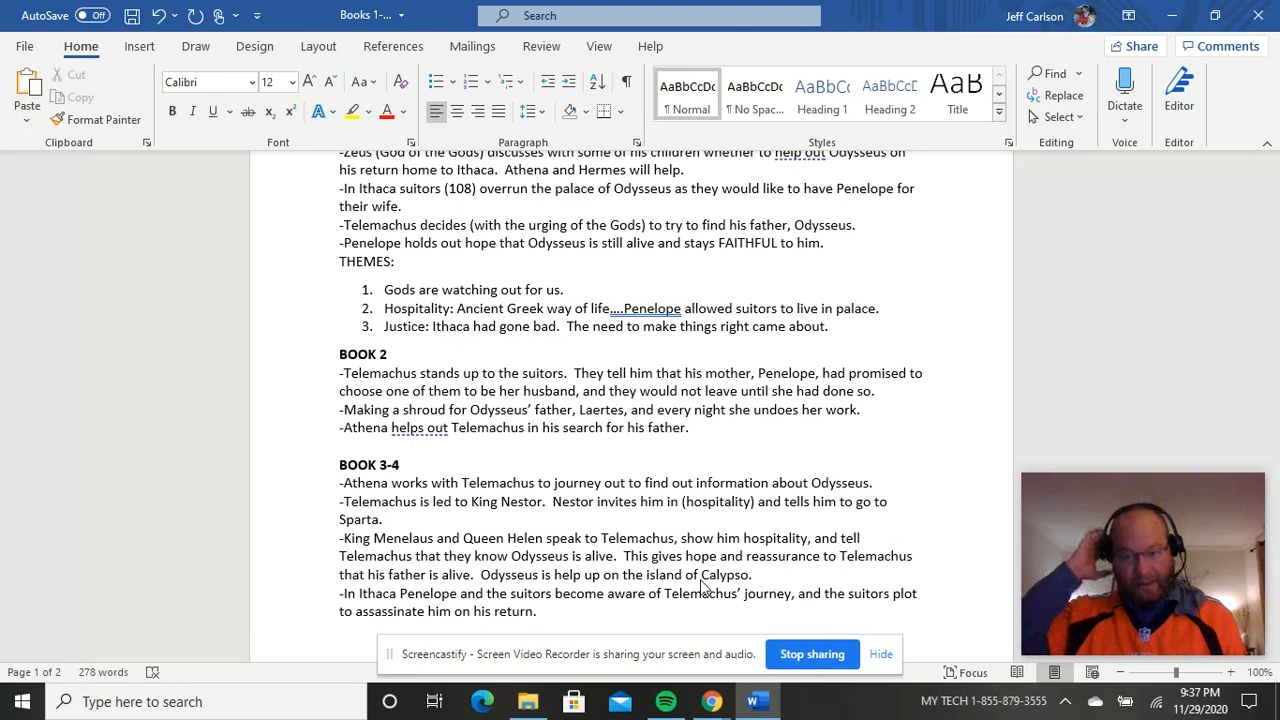 AutoSave Off Books 1-... Search Jeff Carlson
File Home Insert Draw Design Layout References Mailings Review View Help Share Comments
Paste Cut Copy Format Painter Clipboard
Calibri 12 Font
Paragraph
AaBbCcDc ¶ Normal AaBbCcDc ¶ No Spac... AaBbCc Heading 1 AaBbCcE Heading 2 AaB Title Styles
Find Replace Select Editing
Dictate Voice
Editor Editor
-Zeus (God of the Gods) discusses with some of his children whether to help out Odysseus on
his return home to Ithaca.  Athena and Hermes will help.
-In Ithaca suitors (108) overrun the palace of Odysseus as they would like to have Penelope for
their wife.
-Telemachus decides (with the urging of the Gods) to try to find his father, Odysseus.
-Penelope holds out hope that Odysseus is still alive and stays FAITHFUL to him.
THEMES:
1. Gods are watching out for us.
2. Hospitality: Ancient Greek way of life....Penelope allowed suitors to live in palace.
3. Justice: Ithaca had gone bad.  The need to make things right came about.
BOOK 2
-Telemachus stands up to the suitors.  They tell him that his mother, Penelope, had promised to
choose one of them to be her husband, and they would not leave until she had done so.
-Making a shroud for Odysseus' father, Laertes, and every night she undoes her work.
-Athena helps out Telemachus in his search for his father.
BOOK 3-4
-Athena works with Telemachus to journey out to find out information about Odysseus.
-Telemachus is led to King Nestor.  Nestor invites him in (hospitality) and tells him to go to
Sparta.
-King Menelaus and Queen Helen speak to Telemachus, show him hospitality, and tell
Telemachus that they know Odysseus is alive.  This gives hope and reassurance to Telemachus
that his father is alive.  Odysseus is help up on the island of Calypso.
-In Ithaca Penelope and the suitors become aware of Telemachus' journey, and the suitors plot
to assassinate him on his return.
Screencastify - Screen Video Recorder is sharing your screen and audio. Stop sharing Hide
Page 1 of 2 278 words Focus 100%
Type here to search MY TECH 1-855-879-3555 9:37 PM
11/29/2020